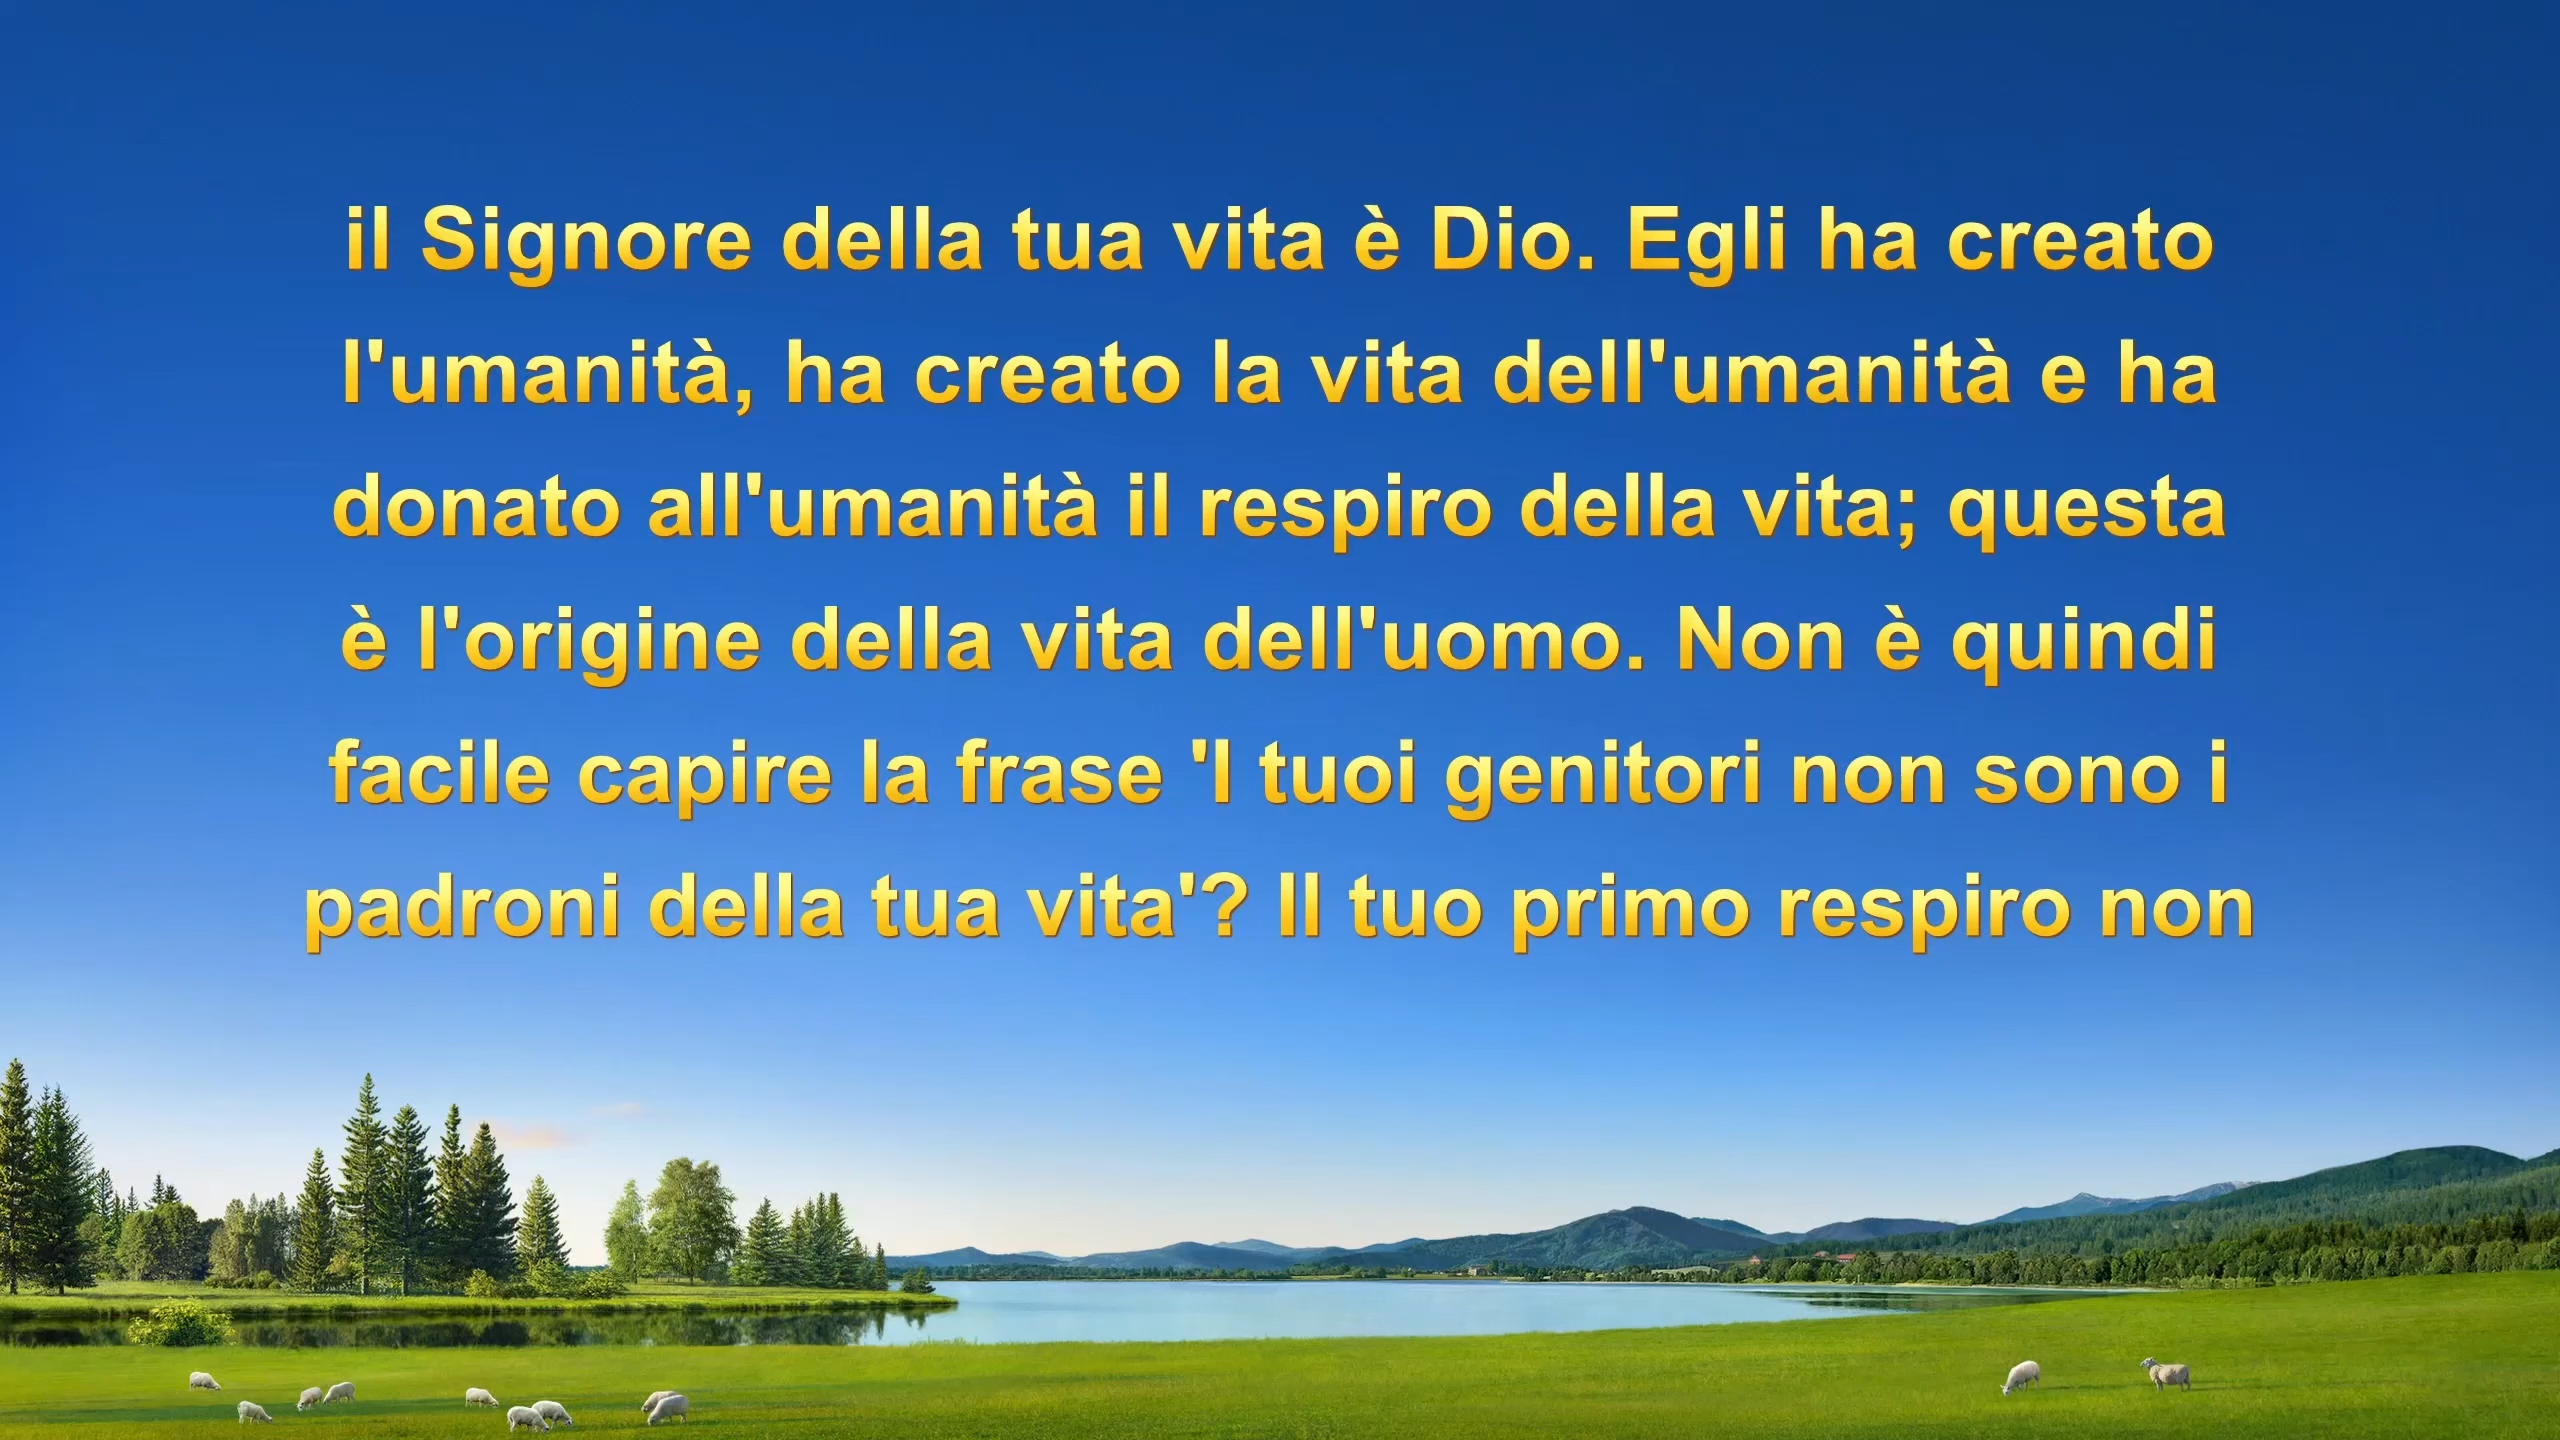 il Signore della tua vita è Dio. Egli ha creato
l'umanità, ha creato la vita dell'umanità e ha
donato all'umanità il respiro della vita; questa
è l'origine della vita dell'uomo. Non è quindi
facile capire la frase 'I tuoi genitori non sono i
padroni della tua vita'? Il tuo primo respiro non